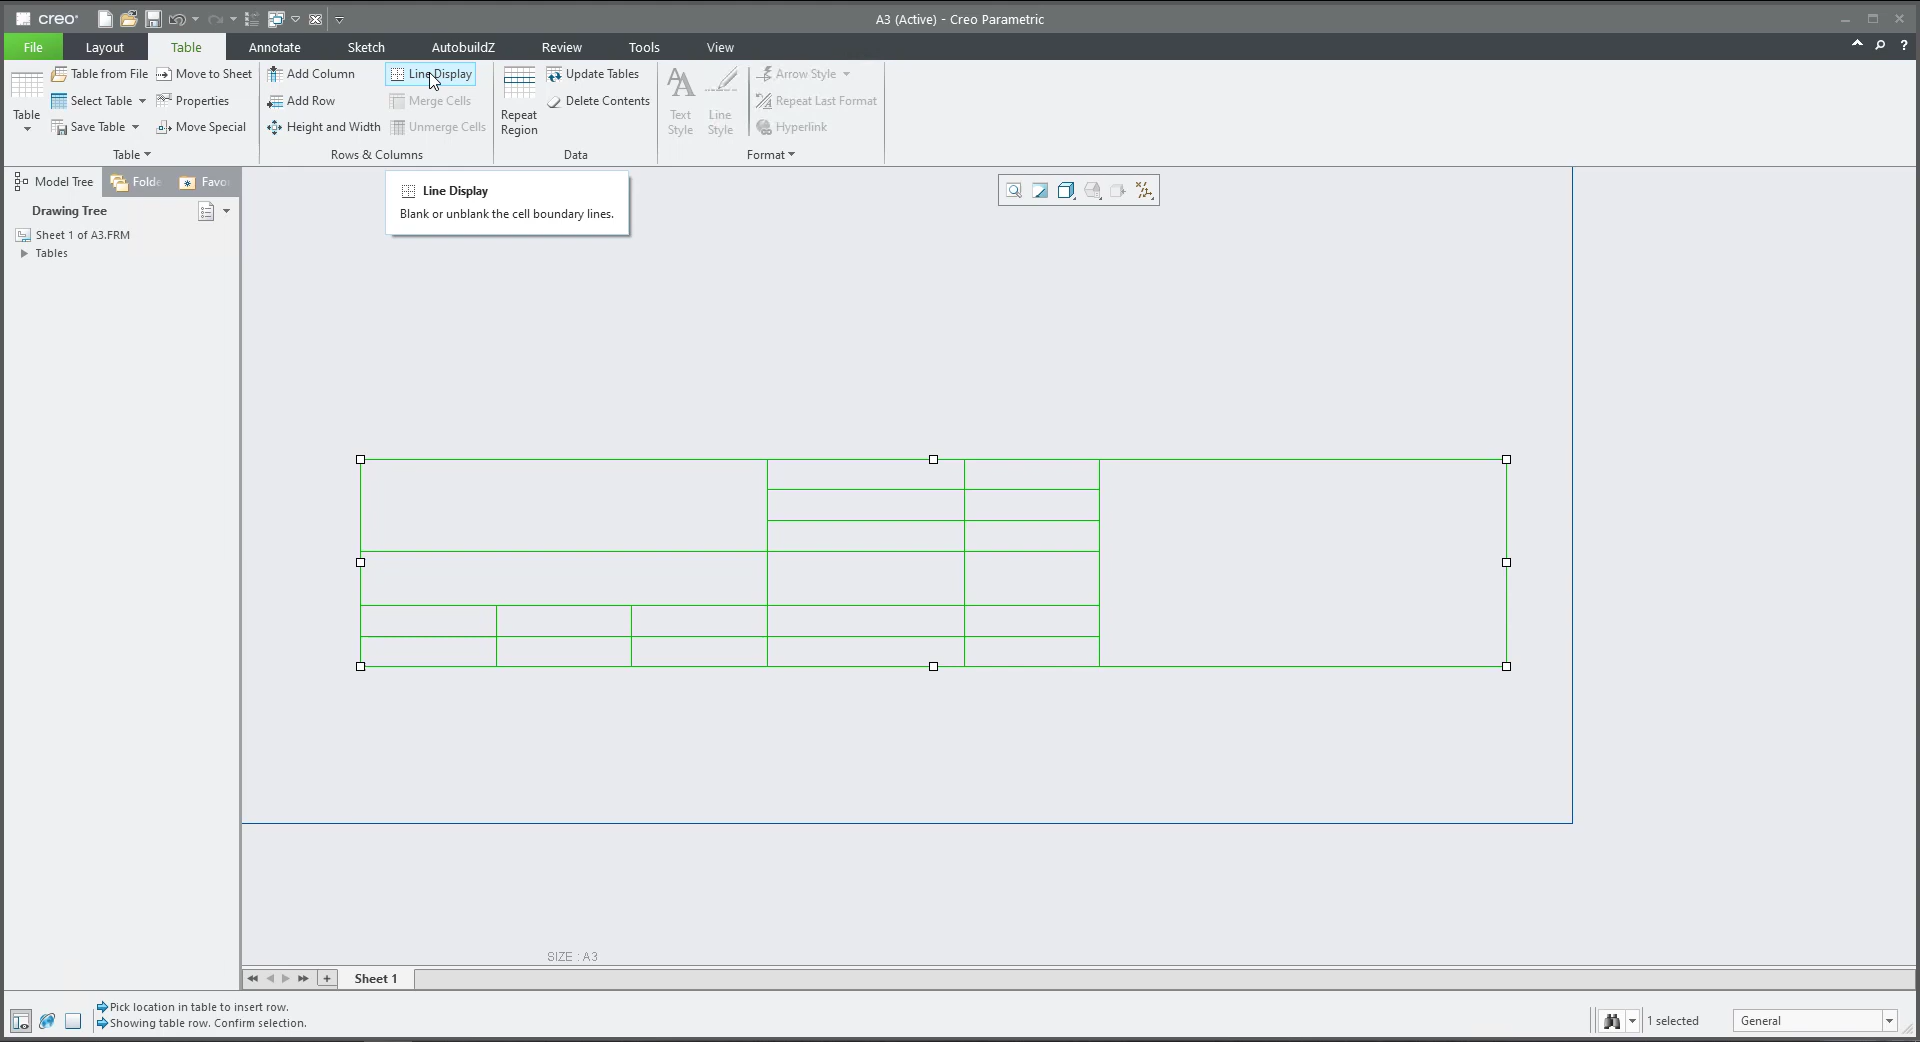 creo
A3 (Active) - Creo Parametric
File Layout Table Annotate Sketch AutobuildZ Review Tools View
Table
Table from File
Select Table
Save Table
Move to Sheet
Properties
Move Special
Table
Add Column
Add Row
Height and Width
Line Display
Merge Cells
Unmerge Cells
Rows & Columns
Repeat
Region
Update Tables
Delete Contents
Data
Text
Style
Line
Style
Arrow Style
Repeat Last Format
Hyperlink
Format
Model Tree Folde Favo
Line Display
Blank or unblank the cell boundary lines.
Drawing Tree
Sheet 1 of A3.FRM
Tables
SIZE : A3
Sheet 1
Pick location in table to insert row.
Showing table row. Confirm selection.
1 selected
General